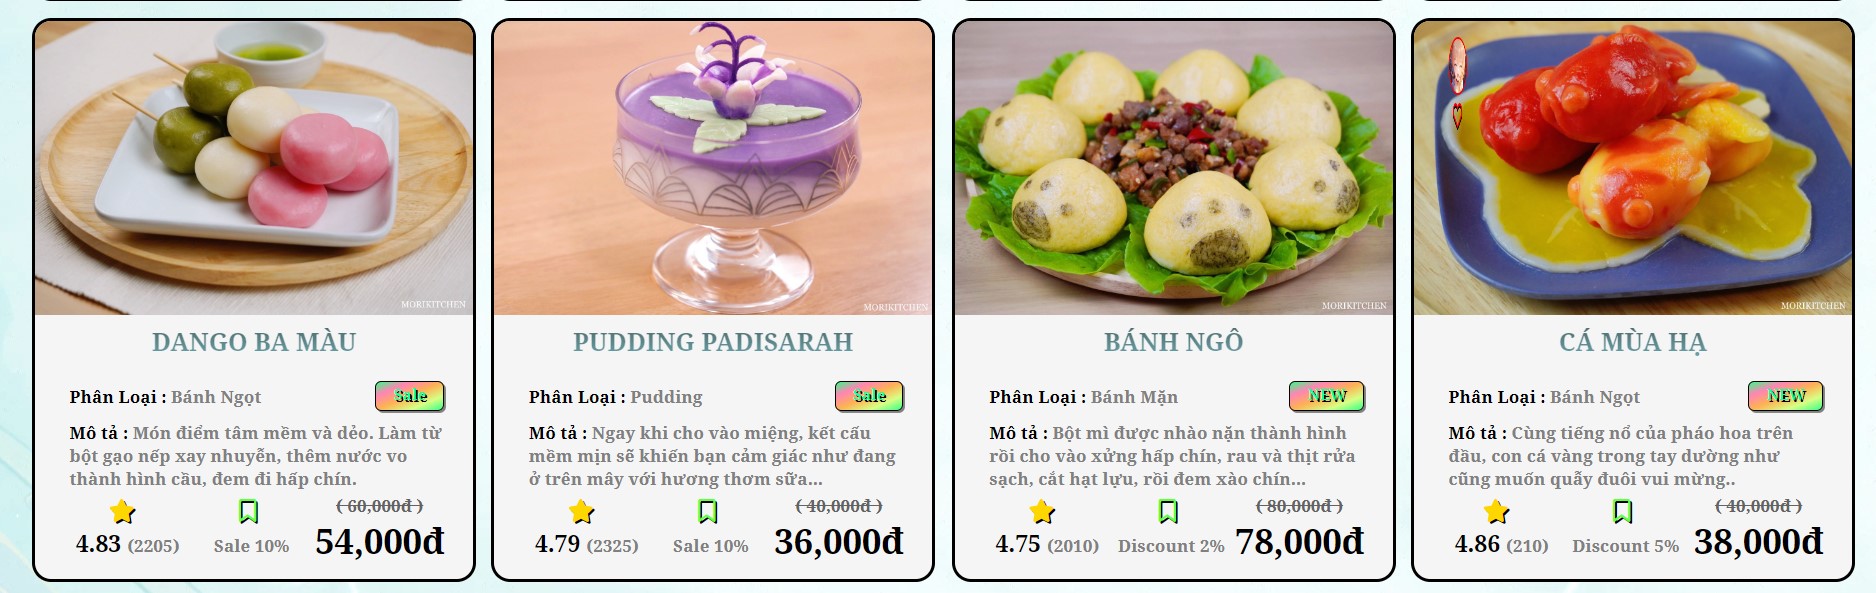 MORIKITCHEN
DANGO BA MÀU
Phân Loại : Bánh Ngọt
Sale
Mô tả : Món điểm tâm mềm và dẻo. Làm từ
bột gạo nếp xay nhuyễn, thêm nước vo
thành hình cầu, đem đi hấp chín.
( 60,000đ )
4.83 (2205)
Sale 10%
54,000đ
MORIKITCHEN
PUDDING PADISARAH
Phân Loại : Pudding
Sale
Mô tả : Ngay khi cho vào miệng, kết cấu
mềm mịn sẽ khiến bạn cảm giác như đang
ở trên mây với hương thơm sữa...
( 40,000đ )
4.79 (2325)
Sale 10%
36,000đ
MORIKITCHEN
BÁNH NGÔ
Phân Loại : Bánh Mặn
NEW
Mô tả : Bột mì được nhào nặn thành hình
rồi cho vào xửng hấp chín, rau và thịt rửa
sạch, cắt hạt lựu, rồi đem xào chín...
( 80,000đ )
4.75 (2010)
Discount 2%
78,000đ
MORIKITCHEN
CÁ MÙA HẠ
Phân Loại : Bánh Ngọt
NEW
Mô tả : Cùng tiếng nổ của pháo hoa trên
đầu, con cá vàng trong tay dường như
cũng muốn quẫy đuôi vui mừng..
( 40,000đ )
4.86 (210)
Discount 5%
38,000đ